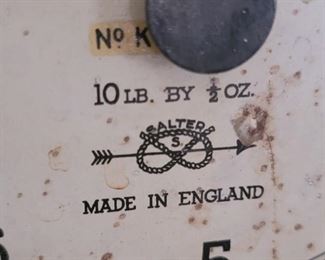 No K
10 LB. BY ½ OZ.
SALTER
S.
MADE IN ENGLAND
5